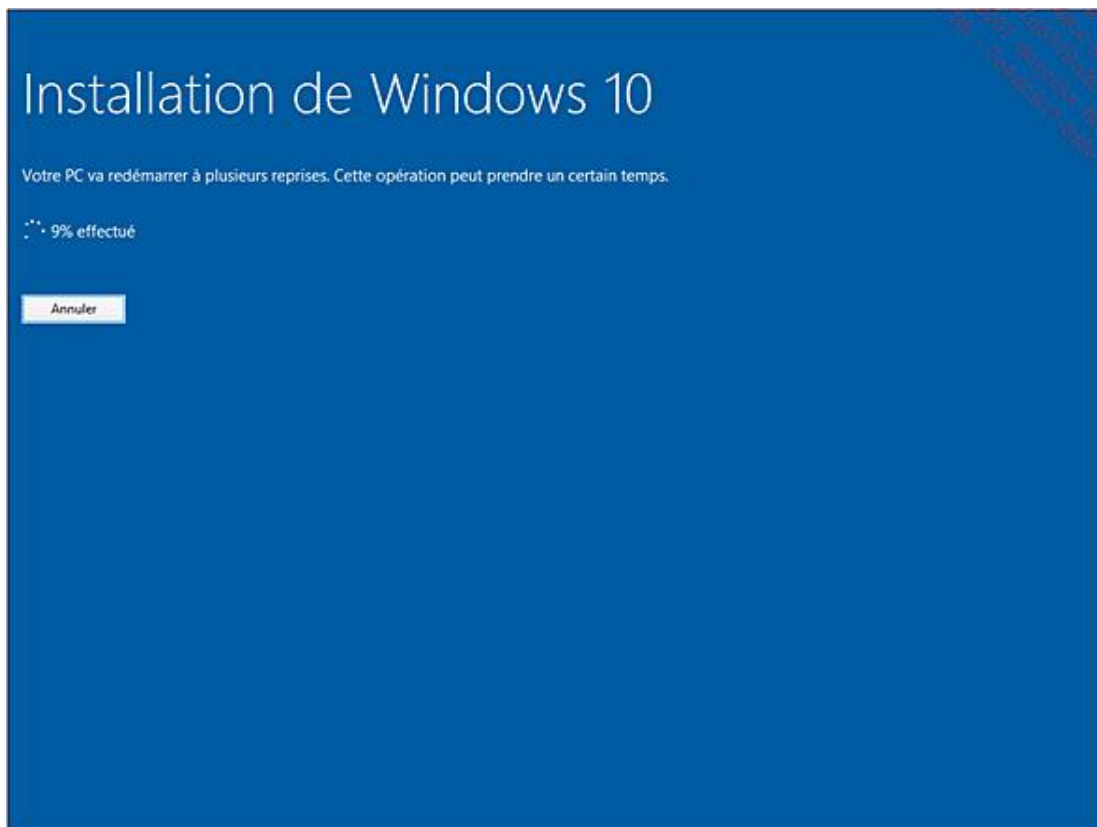 Installation de Windows 10
Votre PC va redémarrer à plusieurs reprises. Cette opération peut prendre un certain temps.
9% effectué
Annuler